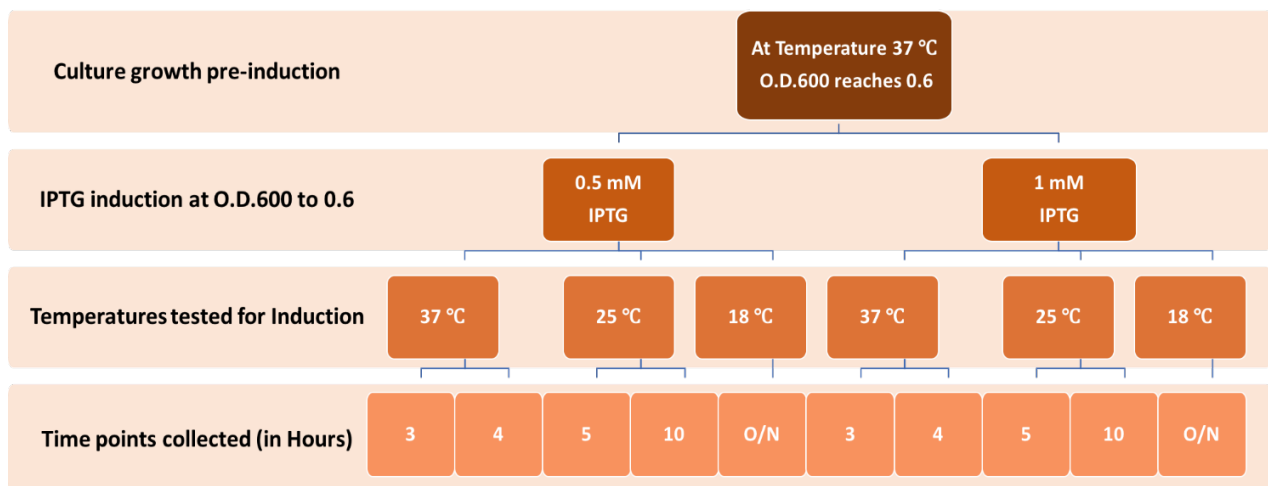 Culture growth pre-induction
At Temperature 37 ℃
O.D.600 reaches 0.6
IPTG induction at O.D.600 to 0.6
0.5 mM
IPTG
1 mM
IPTG
Temperatures tested for Induction
37 ℃
25 ℃
18 ℃
37 ℃
25 ℃
18 ℃
Time points collected (in Hours)
3
4
5
10
O/N
3
4
5
10
O/N